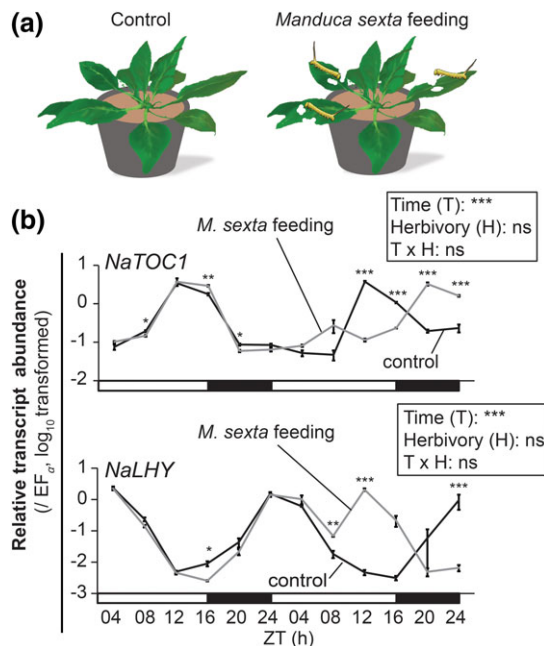 (a) Control Manduca sexta feeding
(b)
Time (T): ***
Herbivory (H): ns
T x H: ns
M. sexta feeding
NaTOC1
1
0
-1
-2
* ** * *** *** *** ***
control
Relative transcript abundance
(/ EFα, log10 transformed)
Time (T): ***
Herbivory (H): ns
T x H: ns
M. sexta feeding
NaLHY
0
-1
-2
-3
* ** *** ***
control
04 08 12 16 20 24 04 08 12 16 20 24
ZT (h)